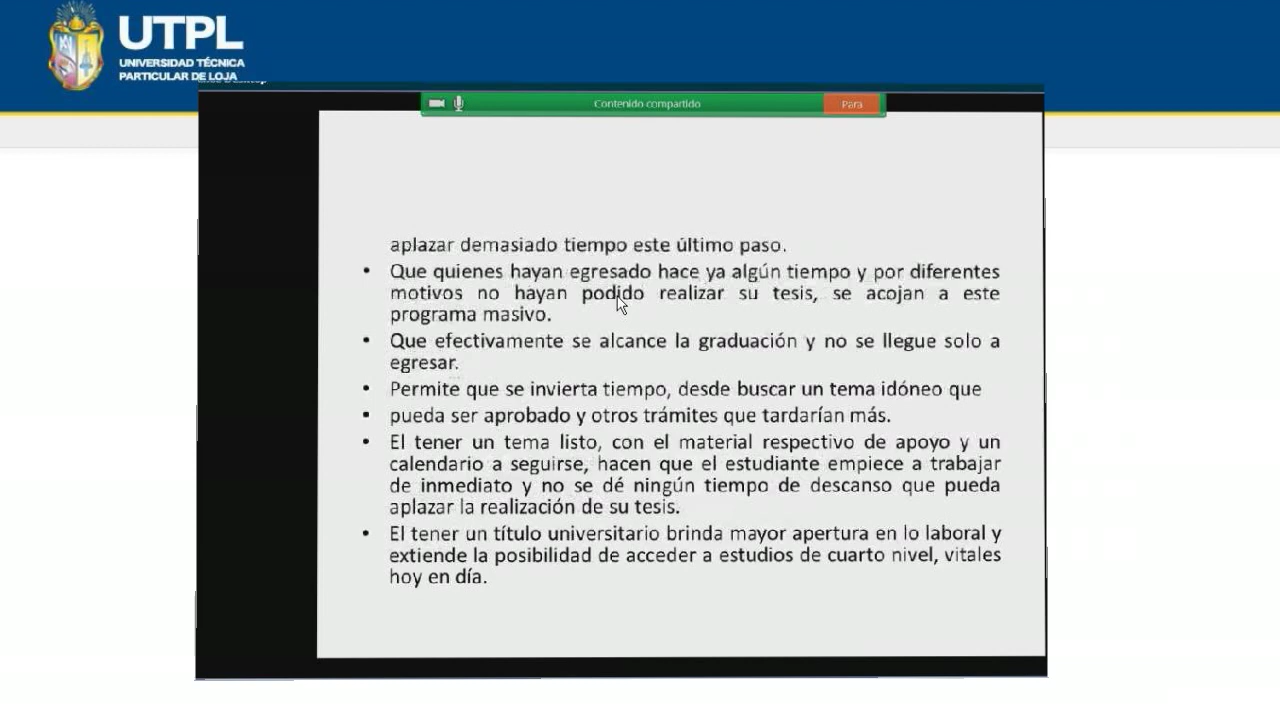 UTPL
UNIVERSIDAD TÉCNICA
PARTICULAR DE LOJA
Contenido compartido
Para
aplazar demasiado tiempo este último paso.
• Que quienes hayan egresado hace ya algún tiempo y por diferentes
motivos no hayan podido realizar su tesis, se acojan a este
programa masivo.
• Que efectivamente se alcance la graduación y no se llegue solo a
egresar.
• Permite que se invierta tiempo, desde buscar un tema idóneo que
• pueda ser aprobado y otros trámites que tardarían más.
• El tener un tema listo, con el material respectivo de apoyo y un
calendario a seguirse, hacen que el estudiante empiece a trabajar
de inmediato y no se dé ningún tiempo de descanso que pueda
aplazar la realización de su tesis.
• El tener un título universitario brinda mayor apertura en lo laboral y
extiende la posibilidad de acceder a estudios de cuarto nivel, vitales
hoy en día.